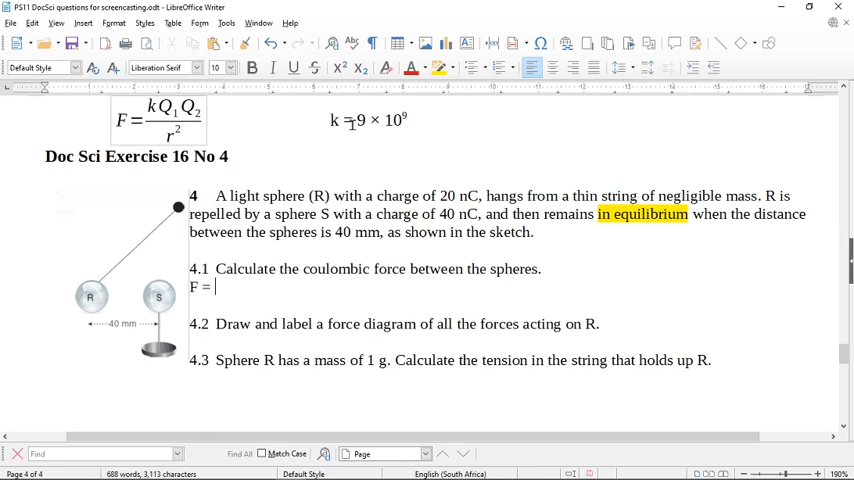 PS11 DocSci questions for screencasting.odt - LibreOffice Writer
File Edit View Insert Format Styles Table Form Tools Window Help
Default Style Liberation Serif 10
F = kQ₁Q₂ / r²
k = 9 × 10⁹
Doc Sci Exercise 16 No 4
4 A light sphere (R) with a charge of 20 nC, hangs from a thin string of negligible mass. R is
repelled by a sphere S with a charge of 40 nC, and then remains in equilibrium when the distance
between the spheres is 40 mm, as shown in the sketch.
4.1 Calculate the coulombic force between the spheres.
F =
R S
40 mm
4.2 Draw and label a force diagram of all the forces acting on R.
4.3 Sphere R has a mass of 1 g. Calculate the tension in the string that holds up R.
Find Find All Match Case Page
Page 4 of 4 688 words, 3,113 characters Default Style English (South Africa) 190%